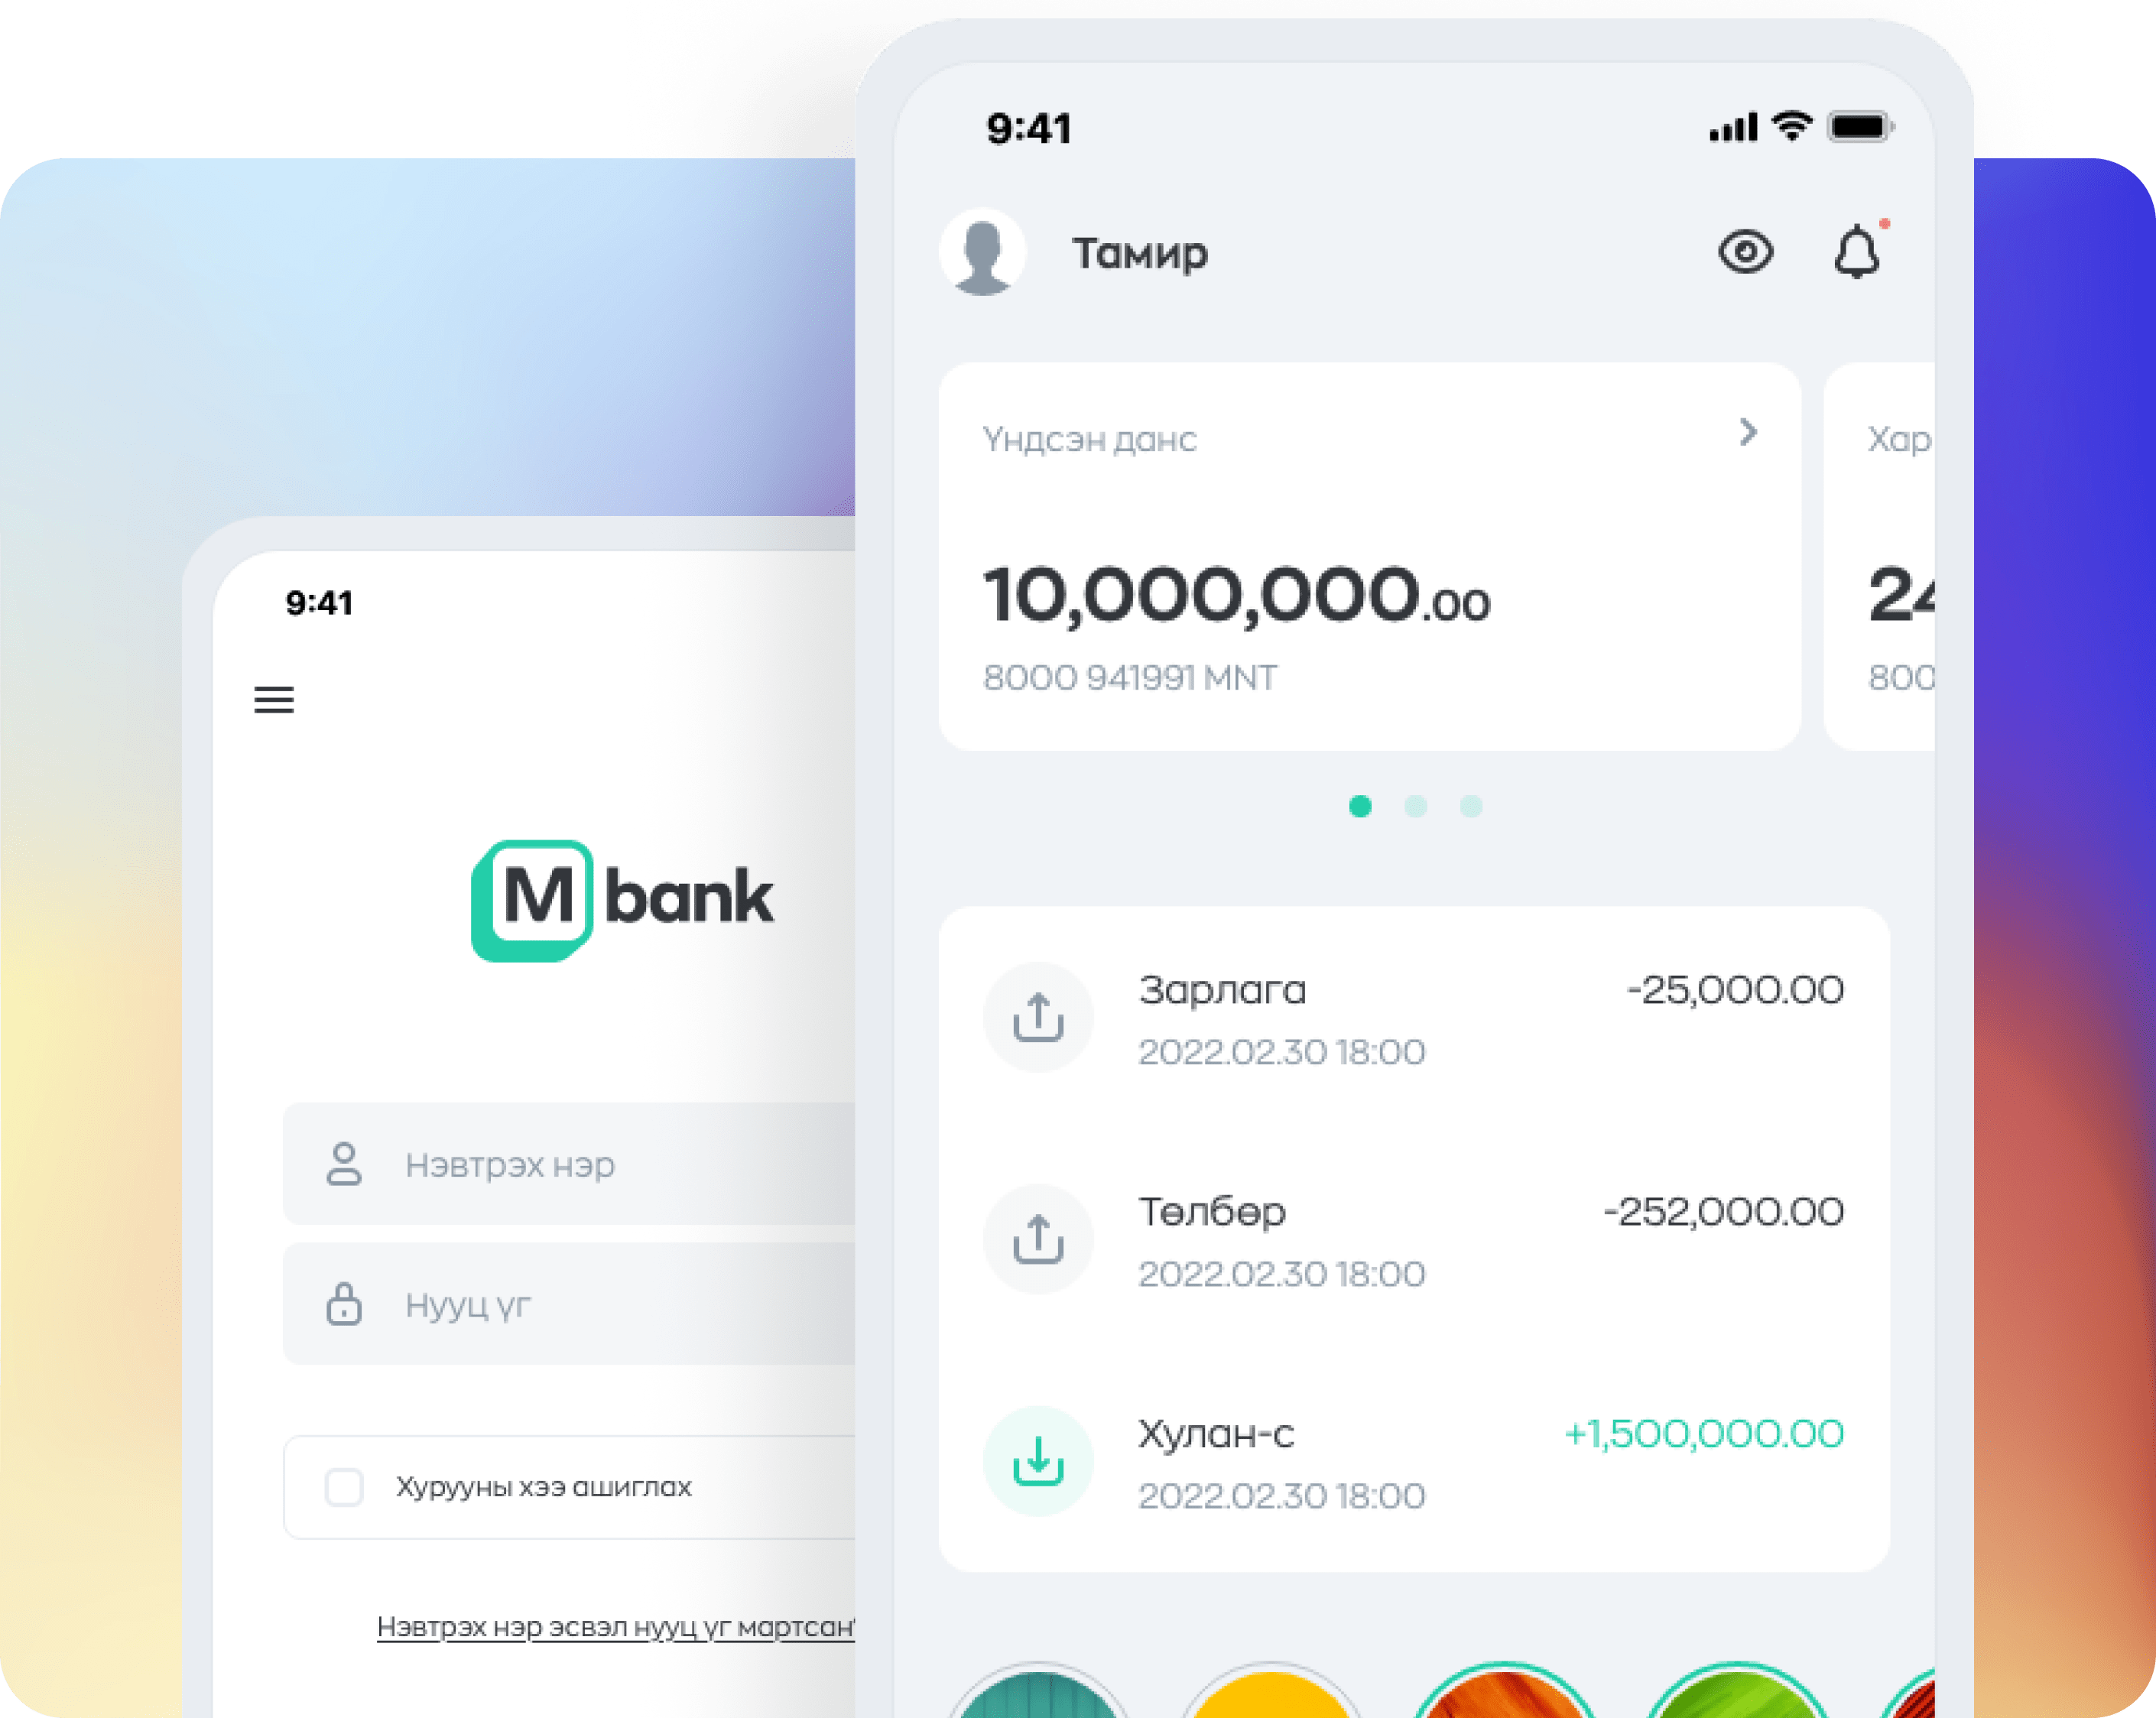 9:41
Тамир
Үндсэн данс
10,000,000.00
8000 941991 MNT
Хар
24
800
Зарлага
-25,000.00
2022.02.30 18:00
Төлбөр
-252,000.00
2022.02.30 18:00
Хулан-с
+1,500,000.00
2022.02.30 18:00
9:41
M bank
Нэвтрэх нэр
Нууц үг
Хурууны хээ ашиглах
Нэвтрэх нэр эсвэл нууц үг мартсан